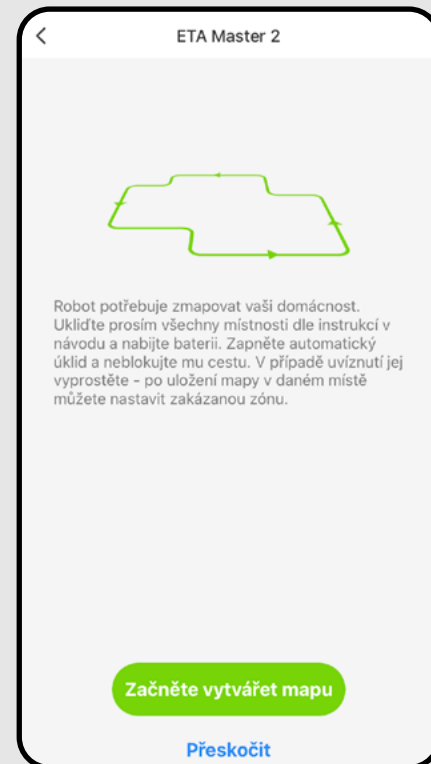 ETA Master 2
Robot potřebuje zmapovat vaši domácnost.
Ukliďte prosím všechny místnosti dle instrukcí v
návodu a nabijte baterii. Zapněte automatický
úklid a neblokujte mu cestu. V případě uvíznutí jej
vyprostěte - po uložení mapy v daném místě
můžete nastavit zakázanou zónu.
Začněte vytvářet mapu
Přeskočit